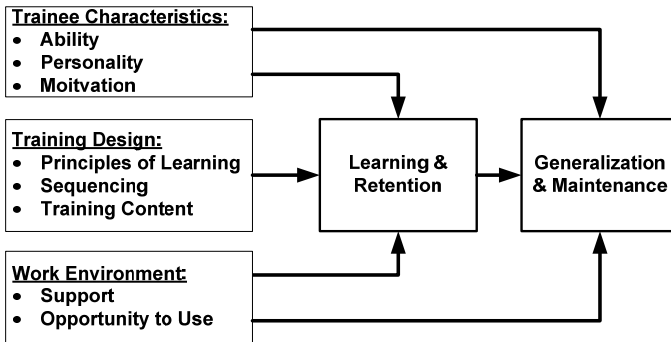 Trainee Characteristics:
• Ability
• Personality
• Moitvation
Training Design:
• Principles of Learning
• Sequencing
• Training Content
Work Environment:
• Support
• Opportunity to Use
Learning &
Retention
Generalization
& Maintenance